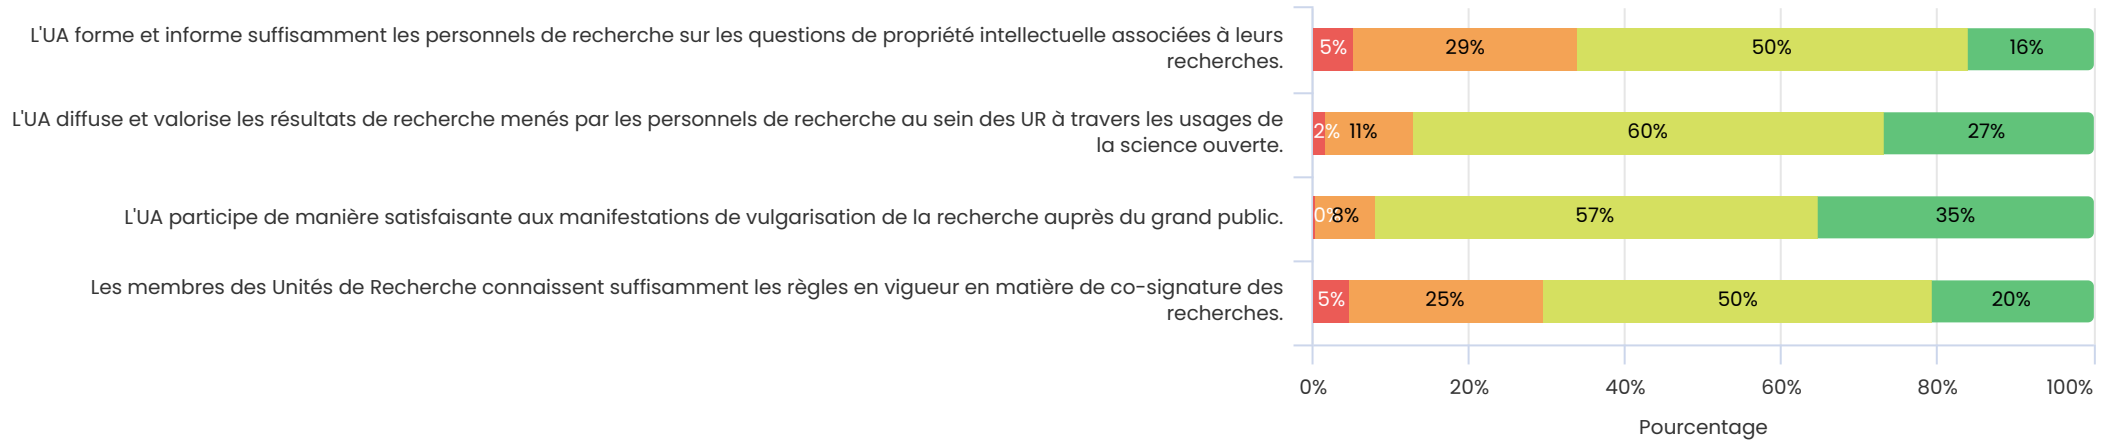 L'UA forme et informe suffisamment les personnels de recherche sur les questions de propriété intellectuelle associées à leurs
recherches.
5% 29% 50% 16%
L'UA diffuse et valorise les résultats de recherche menés par les personnels de recherche au sein des UR à travers les usages de
la science ouverte.
2% 11% 60% 27%
L'UA participe de manière satisfaisante aux manifestations de vulgarisation de la recherche auprès du grand public.
0% 8% 57% 35%
Les membres des Unités de Recherche connaissent suffisamment les règles en vigueur en matière de co-signature des
recherches.
5% 25% 50% 20%
0% 20% 40% 60% 80% 100%
Pourcentage